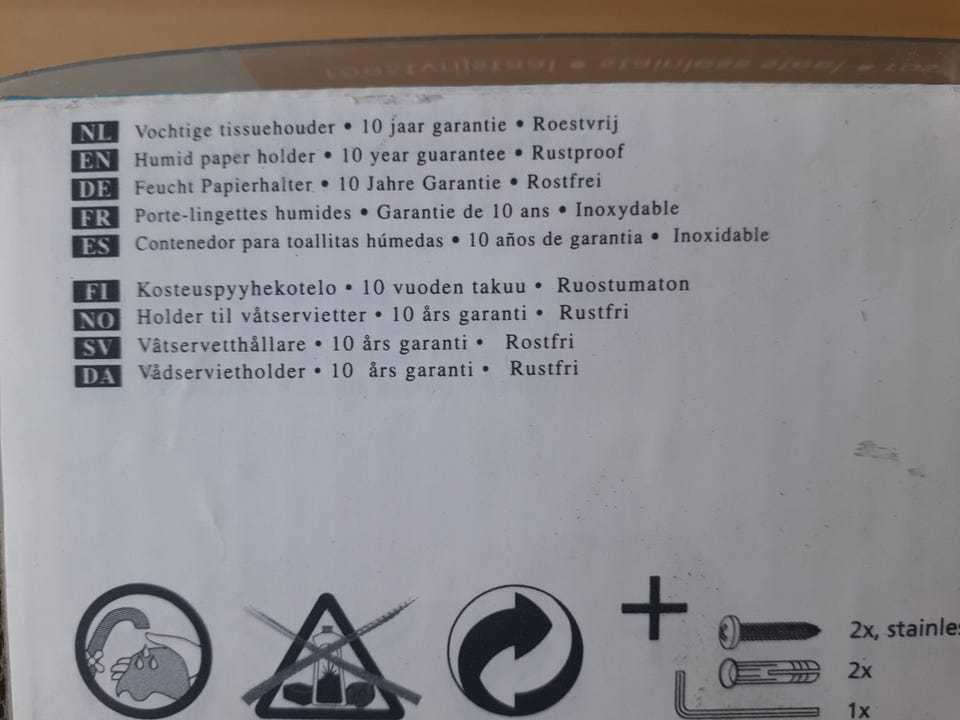 roestvrijstaal • stainless steel •
NL Vochtige tissuehouder • 10 jaar garantie • Roestvrij
EN Humid paper holder • 10 year guarantee • Rustproof
DE Feucht Papierhalter • 10 Jahre Garantie • Rostfrei
FR Porte-lingettes humides • Garantie de 10 ans • Inoxydable
ES Contenedor para toallitas húmedas • 10 años de garantia • Inoxidable
FI Kosteuspyyhekotelo • 10 vuoden takuu • Ruostumaton
NO Holder til våtservietter • 10 års garanti • Rustfri
SV Våtservetthållare • 10 års garanti • Rostfri
DA Vådservietholder • 10 års garanti • Rustfri
+
2x, stainles
2x
1x